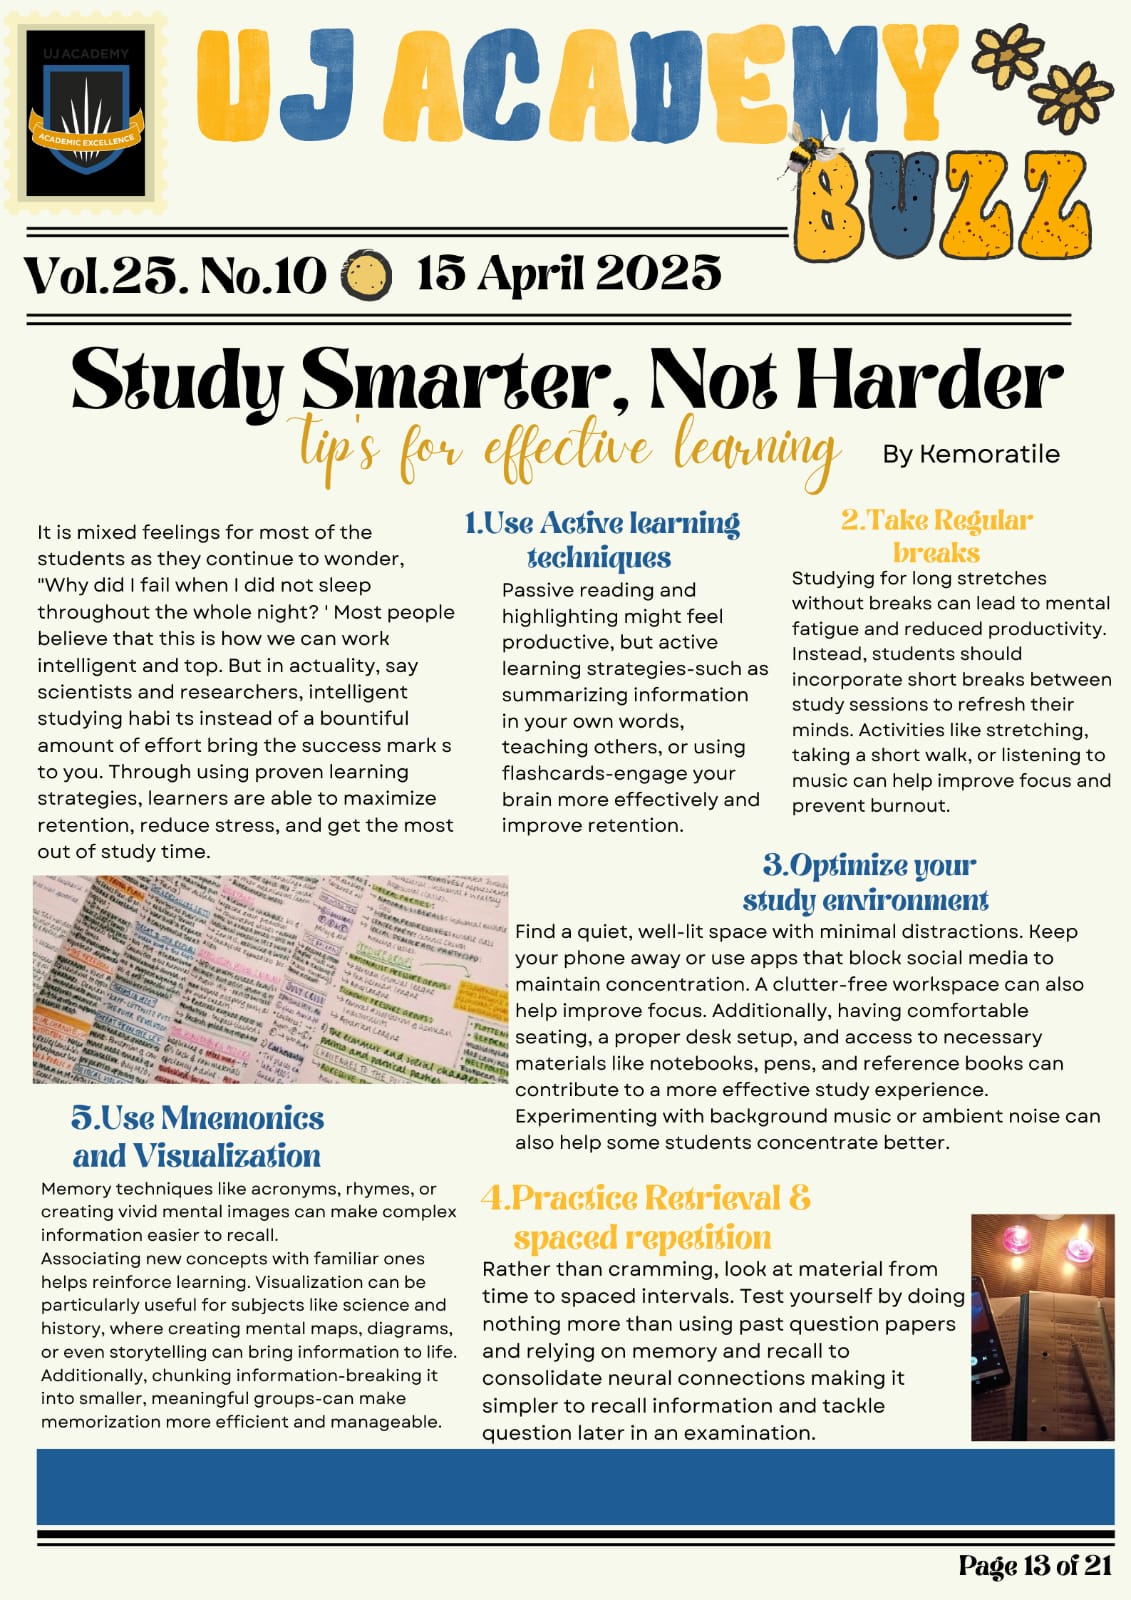 UJ ACADEMY
ACADEMIC EXCELLENCE
UJ ACADEMY
BUZZ
Vol.25. No.10
15 April 2025
Study Smarter, Not Harder
tip's for effective learning
By Kemoratile
It is mixed feelings for most of the
students as they continue to wonder,
"Why did I fail when I did not sleep
throughout the whole night? ' Most people
believe that this is how we can work
intelligent and top. But in actuality, say
scientists and researchers, intelligent
studying habi ts instead of a bountiful
amount of effort bring the success mark s
to you. Through using proven learning
strategies, learners are able to maximize
retention, reduce stress, and get the most
out of study time.
1.Use Active learning
techniques
Passive reading and
highlighting might feel
productive, but active
learning strategies-such as
summarizing information
in your own words,
teaching others, or using
flashcards-engage your
brain more effectively and
improve retention.
2.Take Regular
breaks
Studying for long stretches
without breaks can lead to mental
fatigue and reduced productivity.
Instead, students should
incorporate short breaks between
study sessions to refresh their
minds. Activities like stretching,
taking a short walk, or listening to
music can help improve focus and
prevent burnout.
3.Optimize your
study environment
Find a quiet, well-lit space with minimal distractions. Keep
your phone away or use apps that block social media to
maintain concentration. A clutter-free workspace can also
help improve focus. Additionally, having comfortable
seating, a proper desk setup, and access to necessary
materials like notebooks, pens, and reference books can
contribute to a more effective study experience.
Experimenting with background music or ambient noise can
also help some students concentrate better.
4.Practice Retrieval &
spaced repetition
Rather than cramming, look at material from
time to spaced intervals. Test yourself by doing
nothing more than using past question papers
and relying on memory and recall to
consolidate neural connections making it
simpler to recall information and tackle
question later in an examination.
5.Use Mnemonics
and Visualization
Memory techniques like acronyms, rhymes, or
creating vivid mental images can make complex
information easier to recall.
Associating new concepts with familiar ones
helps reinforce learning. Visualization can be
particularly useful for subjects like science and
history, where creating mental maps, diagrams,
or even storytelling can bring information to life.
Additionally, chunking information-breaking it
into smaller, meaningful groups-can make
memorization more efficient and manageable.
Page 13 of 21